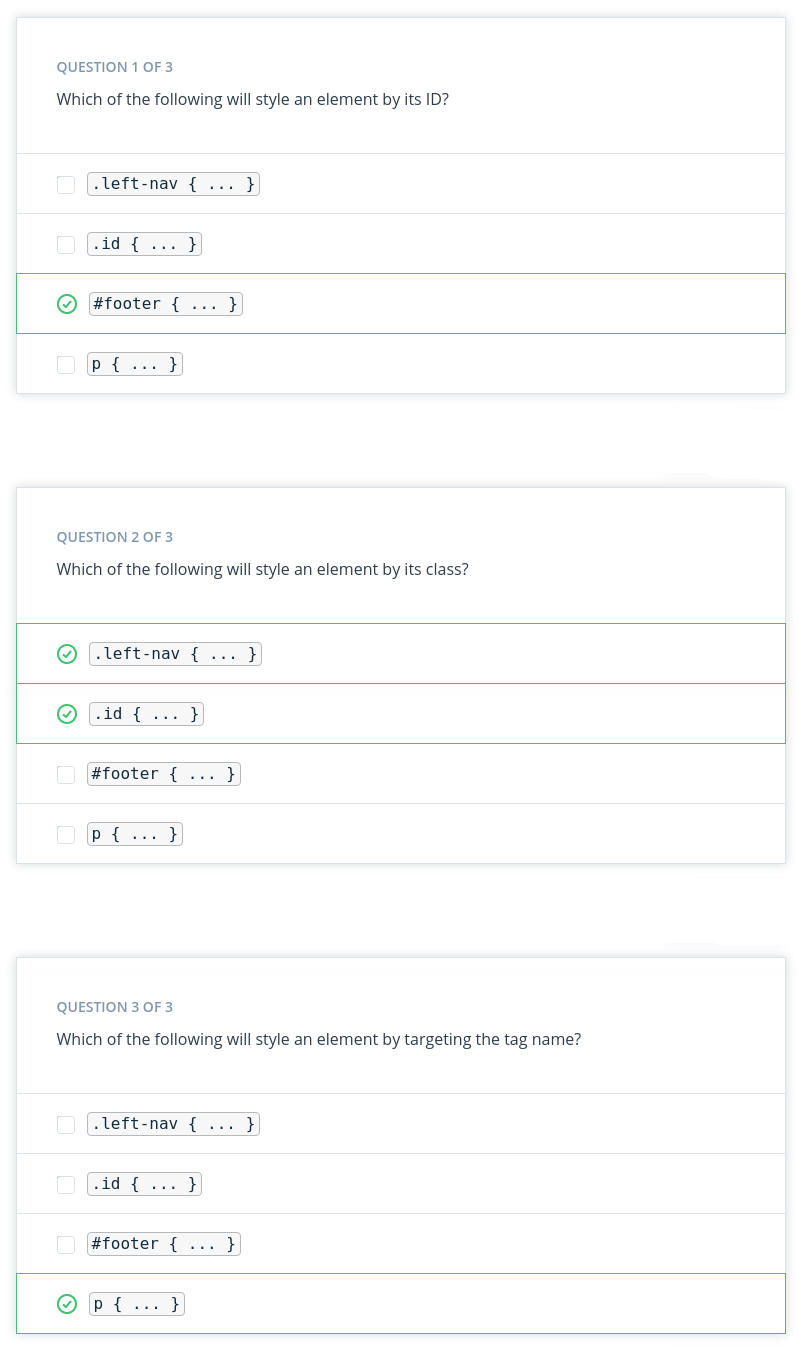 QUESTION 1 OF 3
Which of the following will style an element by its ID?
.left-nav { ... }
.id { ... }
#footer { ... }
p { ... }
QUESTION 2 OF 3
Which of the following will style an element by its class?
.left-nav { ... }
.id { ... }
#footer { ... }
p { ... }
QUESTION 3 OF 3
Which of the following will style an element by targeting the tag name?
.left-nav { ... }
.id { ... }
#footer { ... }
p { ... }